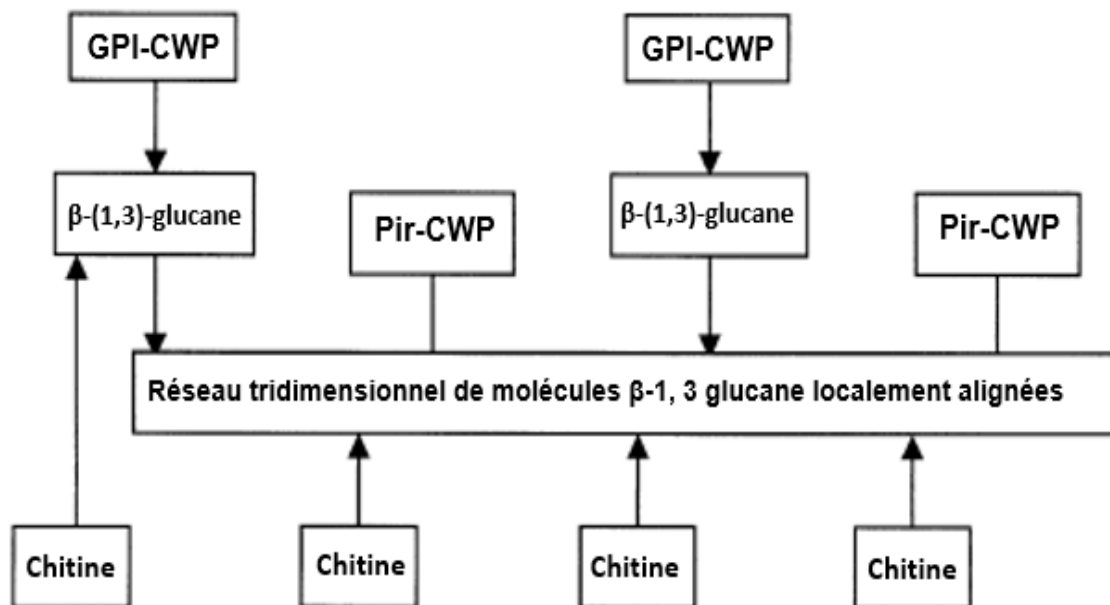 GPI-CWP
GPI-CWP
β-(1,3)-glucane
β-(1,3)-glucane
Pir-CWP
Pir-CWP
Réseau tridimensionnel de molécules β-1, 3 glucane localement alignées
Chitine
Chitine
Chitine
Chitine